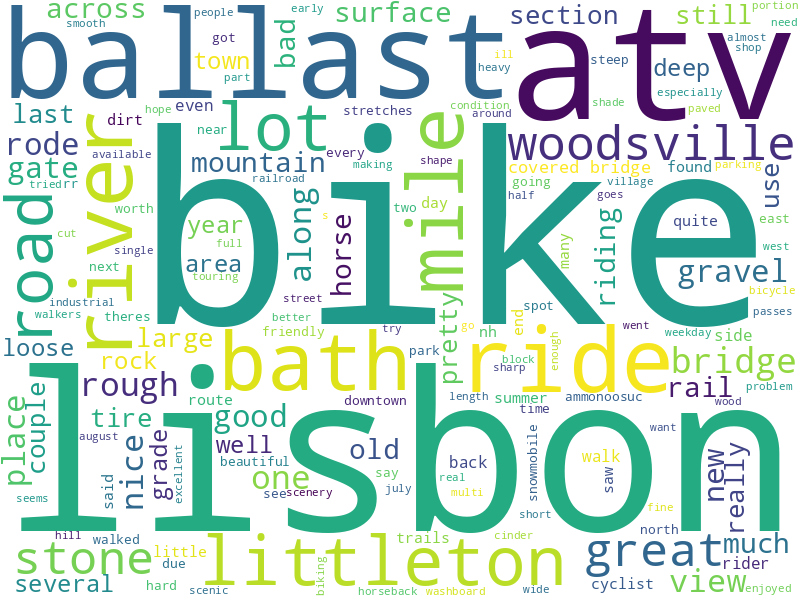 across
people
early
smooth
got
town
part
bad
surface
section
still
portion
need
almost
shop
steep
deep
ill
heavy
especially
paved
ballast
atv
last
dirt
hope
even
lot
near
stretches
condition
around
shade
woodsville
rode
gate
available
mountain
railroad
every
making
shape
covered bridge
parking
found
going
village
half
goes
use
tried
rr
river
road
bike
mile
worth
year
area
full
touring
along
horse
two
day
s
cut
single
next
many
riding
quite
east
west
gravel
bicycle
spot
passes
industrial
walkers
theres
street
better
friendly
try
pretty
go
nh
end
went
weekday
side
loose
large
rock
bath
park
ride
block
sharp
enough
bridge
problem
place
couple
rough
tire
route
good
downtown
length
summer
time
ammonoosuc
rail
wood
want
lisbon
august
said
nice
grade
excellent
well
beautiful
see
scenery
one
old
say
july
back
real
multi
short
snowmobile
walk
saw
fine
north
new
really
seems
hill
walked
stone
little
due
littleton
trails
cinder
great
much
rider
several
hard
scenic
biking
horseback
washboard
wide
cyclist
view
enjoyed